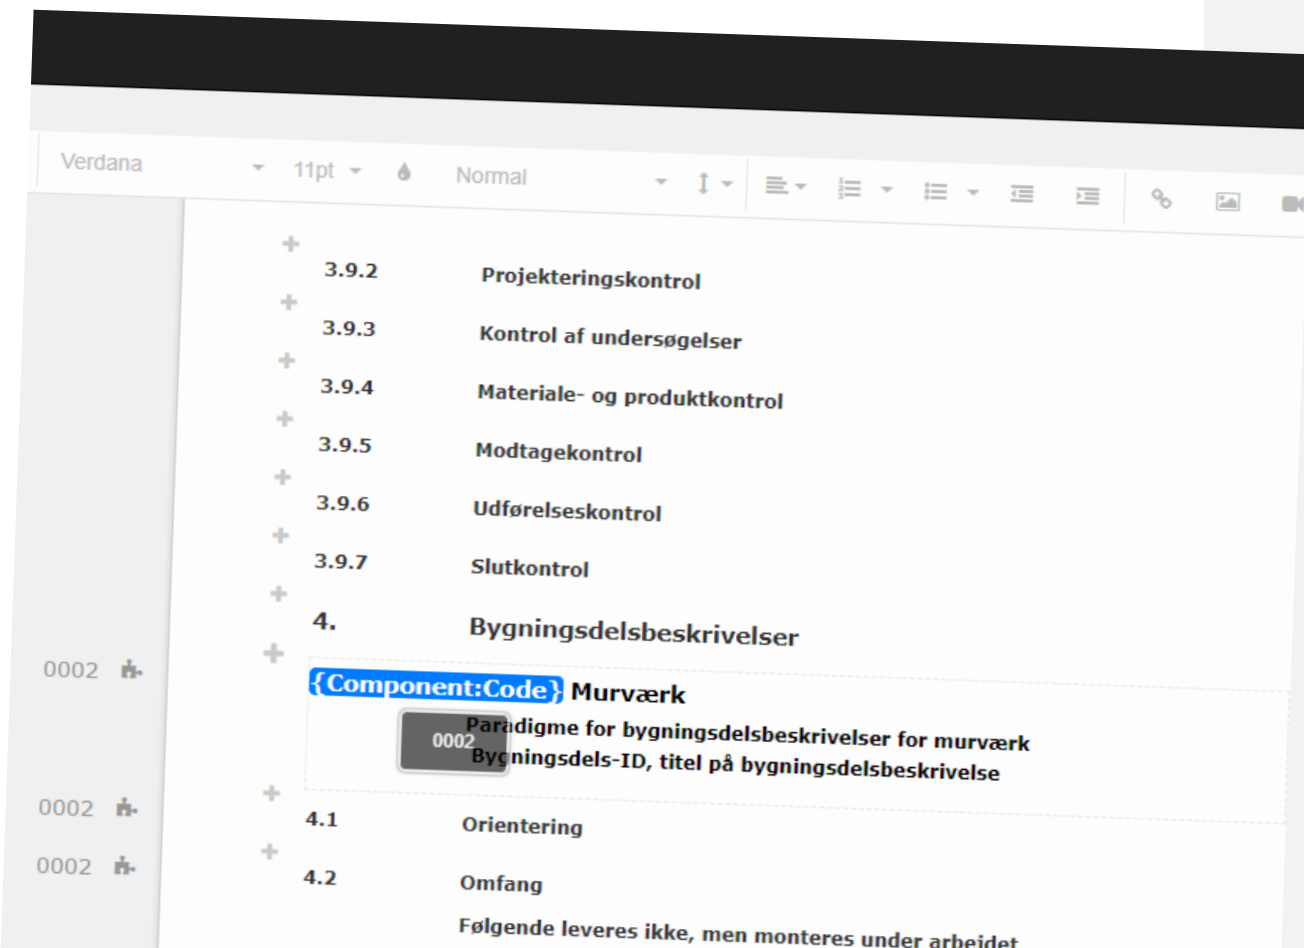 Verdana 11pt Normal
3.9.2 Projekteringskontrol
3.9.3 Kontrol af undersøgelser
3.9.4 Materiale- og produktkontrol
3.9.5 Modtagekontrol
3.9.6 Udførelseskontrol
3.9.7 Slutkontrol
4. Bygningsdelsbeskrivelser
0002 {Component:Code} Murværk
Paradigme for bygningsdelsbeskrivelser for murværk
0002
Bygningsdels-ID, titel på bygningsdelsbeskrivelse
0002 4.1 Orientering
0002 4.2 Omfang
Følgende leveres ikke, men monteres under arbejdet